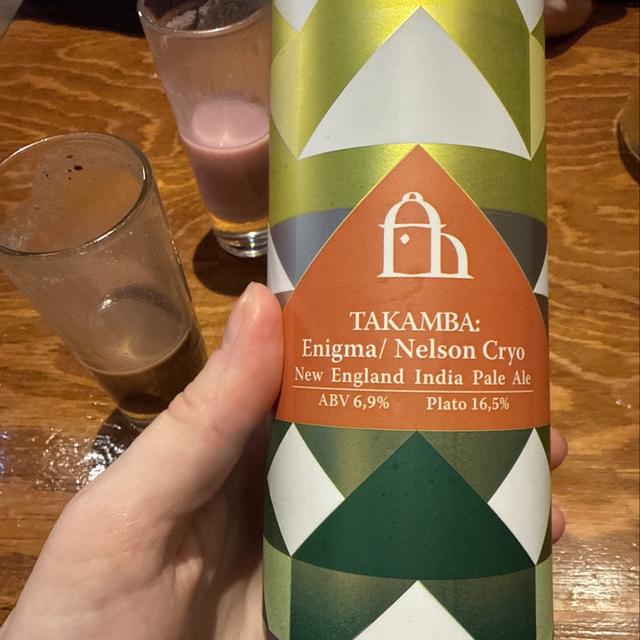 TAKAMBA:
Enigma/ Nelson Cryo
New England India Pale Ale
ABV 6,9% Plato 16,5%